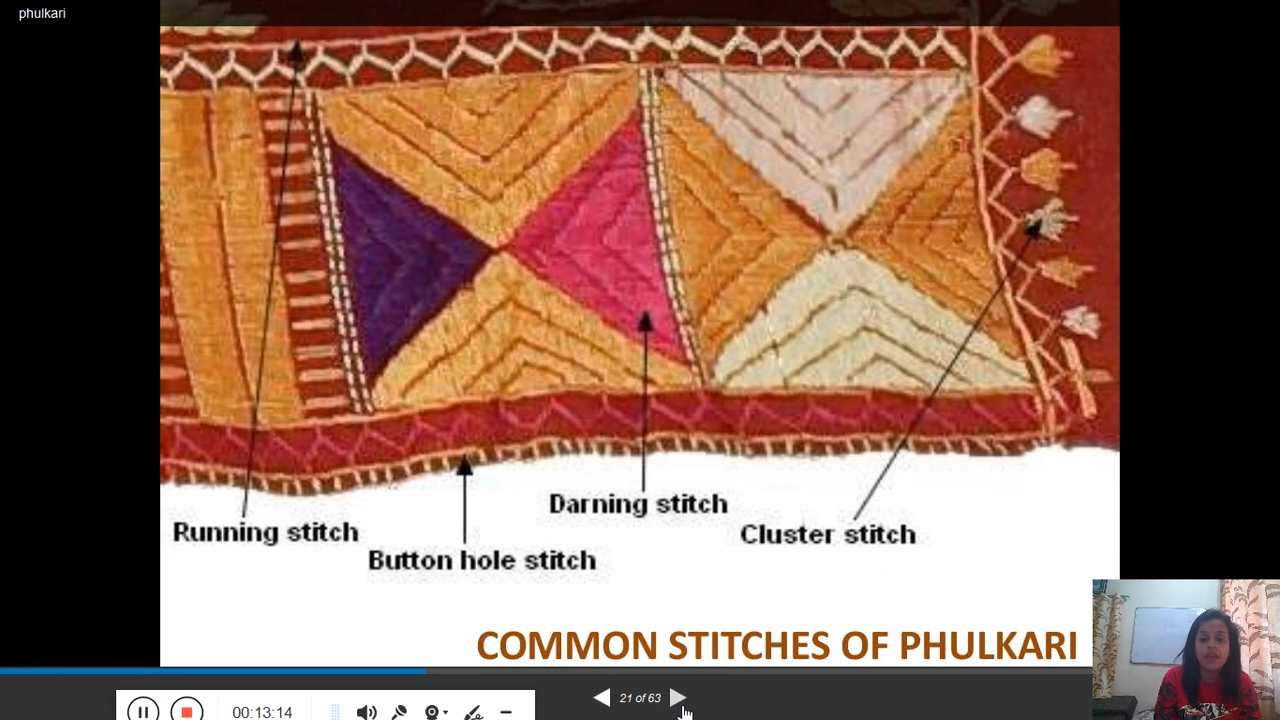 phulkari
Running stitch
Button hole stitch
Darning stitch
Cluster stitch
COMMON STITCHES OF PHULKARI
21 of 63
00:13:14